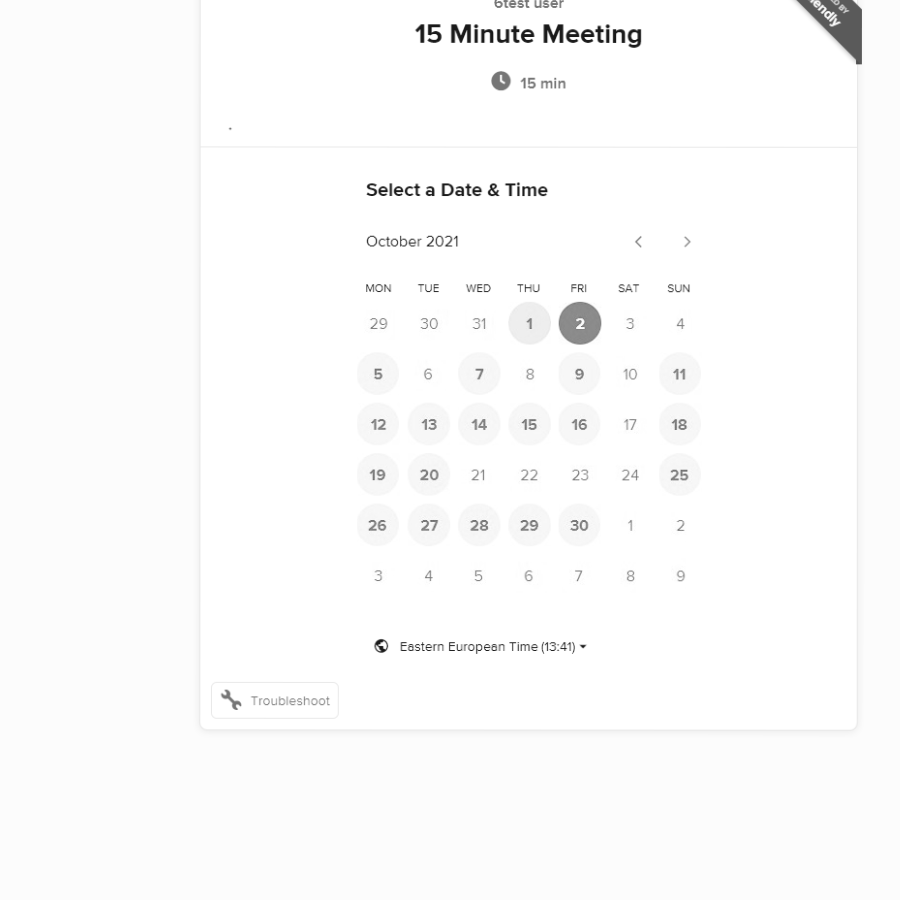 6test user
15 Minute Meeting
15 min
.
Select a Date & Time
October 2021
MON TUE WED THU FRI SAT SUN
29 30 31 1 2 3 4
5 6 7 8 9 10 11
12 13 14 15 16 17 18
19 20 21 22 23 24 25
26 27 28 29 30 1 2
3 4 5 6 7 8 9
Eastern European Time (13:41)
Troubleshoot